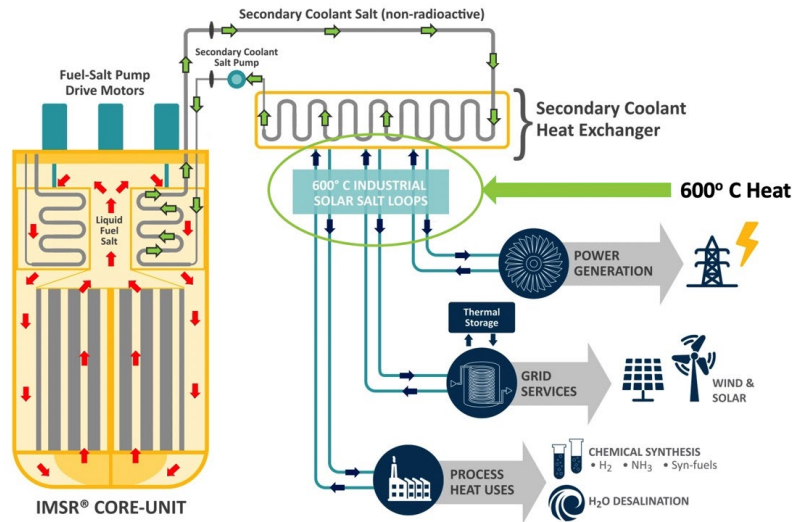 Secondary Coolant Salt (non-radioactive)
Secondary Coolant
Salt Pump
Fuel-Salt Pump
Drive Motors
Secondary Coolant
Heat Exchanger
600° C INDUSTRIAL
SOLAR SALT LOOPS
600° C Heat
Liquid
Fuel
Salt
POWER
GENERATION
Thermal
Storage
GRID
SERVICES
WIND &
SOLAR
PROCESS
HEAT USES
CHEMICAL SYNTHESIS
• H₂ • NH₃ • Syn-fuels
H₂O DESALINATION
IMSR® CORE-UNIT